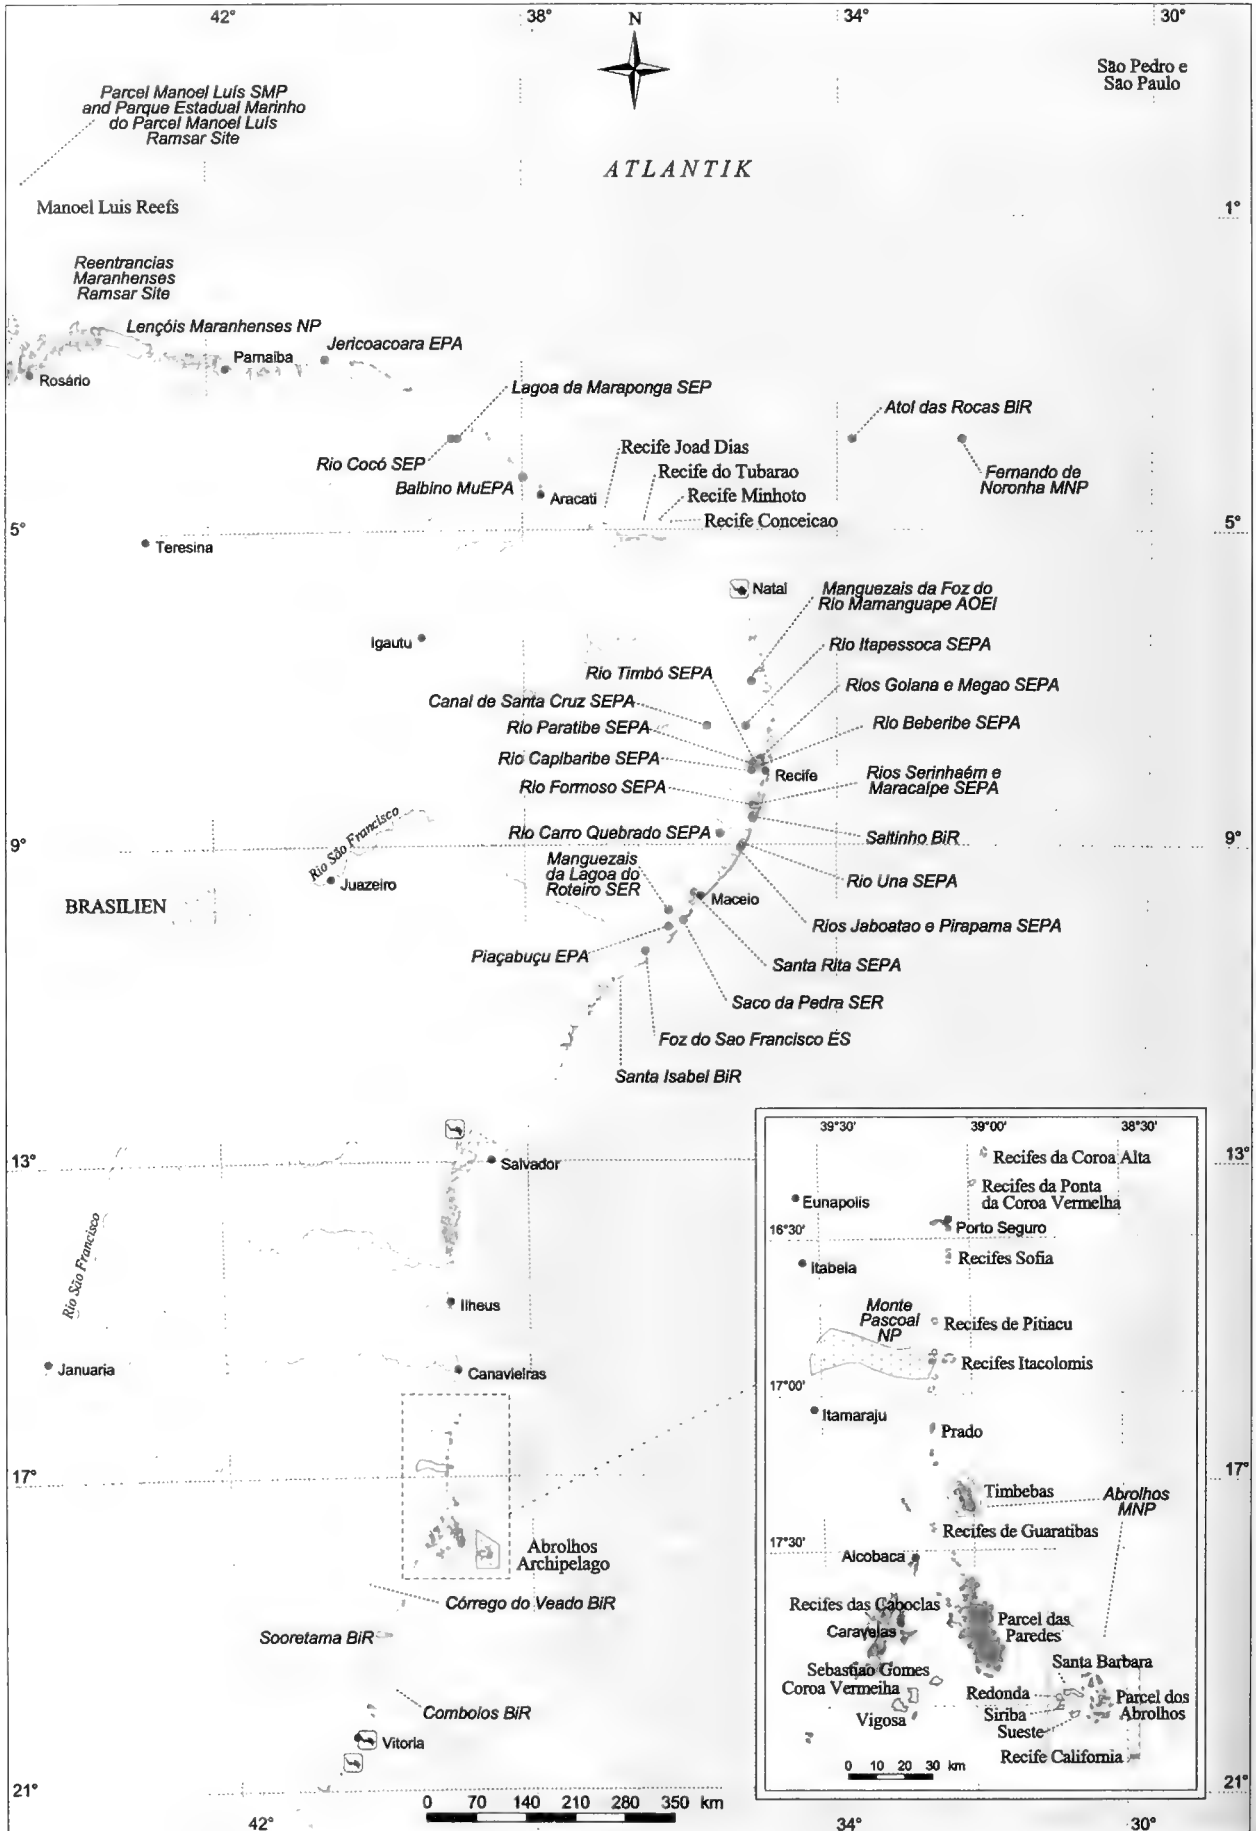 42°
38°
34°
30°
N
São Pedro e
São Paulo
Parcel Manoel Luís SMP
and Parque Estadual Marinho
do Parcel Manoel Luís
Ramsar Site
ATLANTIK
Manoel Luis Reefs
1°
Reentrancias
Maranhenses
Ramsar Site
Lençóis Maranhenses NP
Jericoacoara EPA
Parnaiba
Rosário
Lagoa da Maraponga SEP
Atol das Rocas BiR
Rio Cocó SEP
Recife Joad Dias
Recife do Tubarao
Fernando de
Noronha MNP
Balbino MuEPA
Aracati
Recife Minhoto
Recife Conceicao
5°
5°
Teresina
Natal
Manguezais da Foz do
Rio Mamanguape AOEI
Igautu
Rio Itapessoca SEPA
Rio Timbó SEPA
Rios Goiana e Megao SEPA
Canal de Santa Cruz SEPA
Rio Paratibe SEPA
Rio Beberibe SEPA
Rio Capibaribe SEPA
Recife
Rio Formoso SEPA
Rios Serinhaém e
Maracaípe SEPA
Rio São Francisco
Rio Carro Quebrado SEPA
Saltinho BiR
9°
9°
Manguezais
da Lagoa do
Roteiro SER
Juazeiro
Rio Una SEPA
BRASILIEN
Maceio
Rios Jaboatao e Pirapama SEPA
Piaçabuçu EPA
Santa Rita SEPA
Saco da Pedra SER
Foz do Sao Francisco ES
Santa Isabel BiR
13°
13°
Salvador
Rio São Francisco
Ilheus
Januaria
Canavieiras
17°
17°
Abrolhos
Archipelago
Córrego do Veado BiR
Sooretama BiR
Comboios BiR
Vitoria
21°
21°
0 70 140 210 280 350 km
42°
34°
30°
39°30'
39°00'
38°30'
Recifes da Coroa Alta
Recifes da Ponta
da Coroa Vermelha
Eunapolis
Porto Seguro
16°30'
Recifes Sofia
Itabela
Monte
Pascoal
NP
Recifes de Pitiacu
Recifes Itacolomis
17°00'
Itamaraju
Prado
Timbebas
Abrolhos
MNP
Recifes de Guaratibas
17°30'
Alcobaca
Recifes das Caboclas
Caravelas
Parcel das
Paredes
Sebastiao Gomes
Coroa Vermelha
Santa Barbara
Redonda
Siriba
Sueste
Parcel dos
Abrolhos
Vigosa
Recife California
0 10 20 30 km